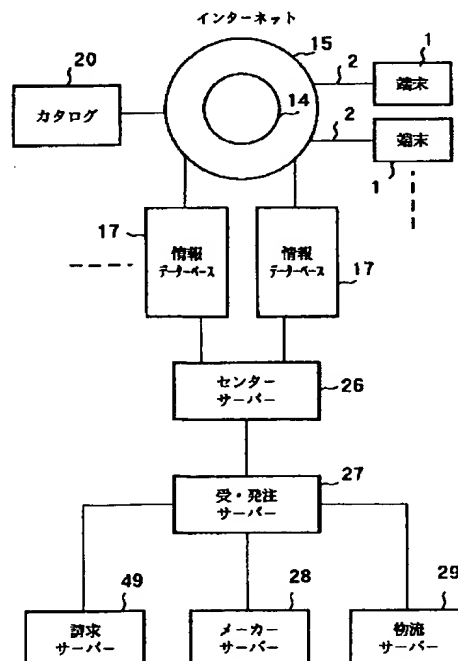 インターネット
15
2
1
端末
20
カタログ
14
2
端末
1
17
情報
データーベース
情報
データーベース
17
センター
サーバー
26
27
受・発注
サーバー
49
請求
サーバー
28
メーカー
サーバー
29
物流
サーバー